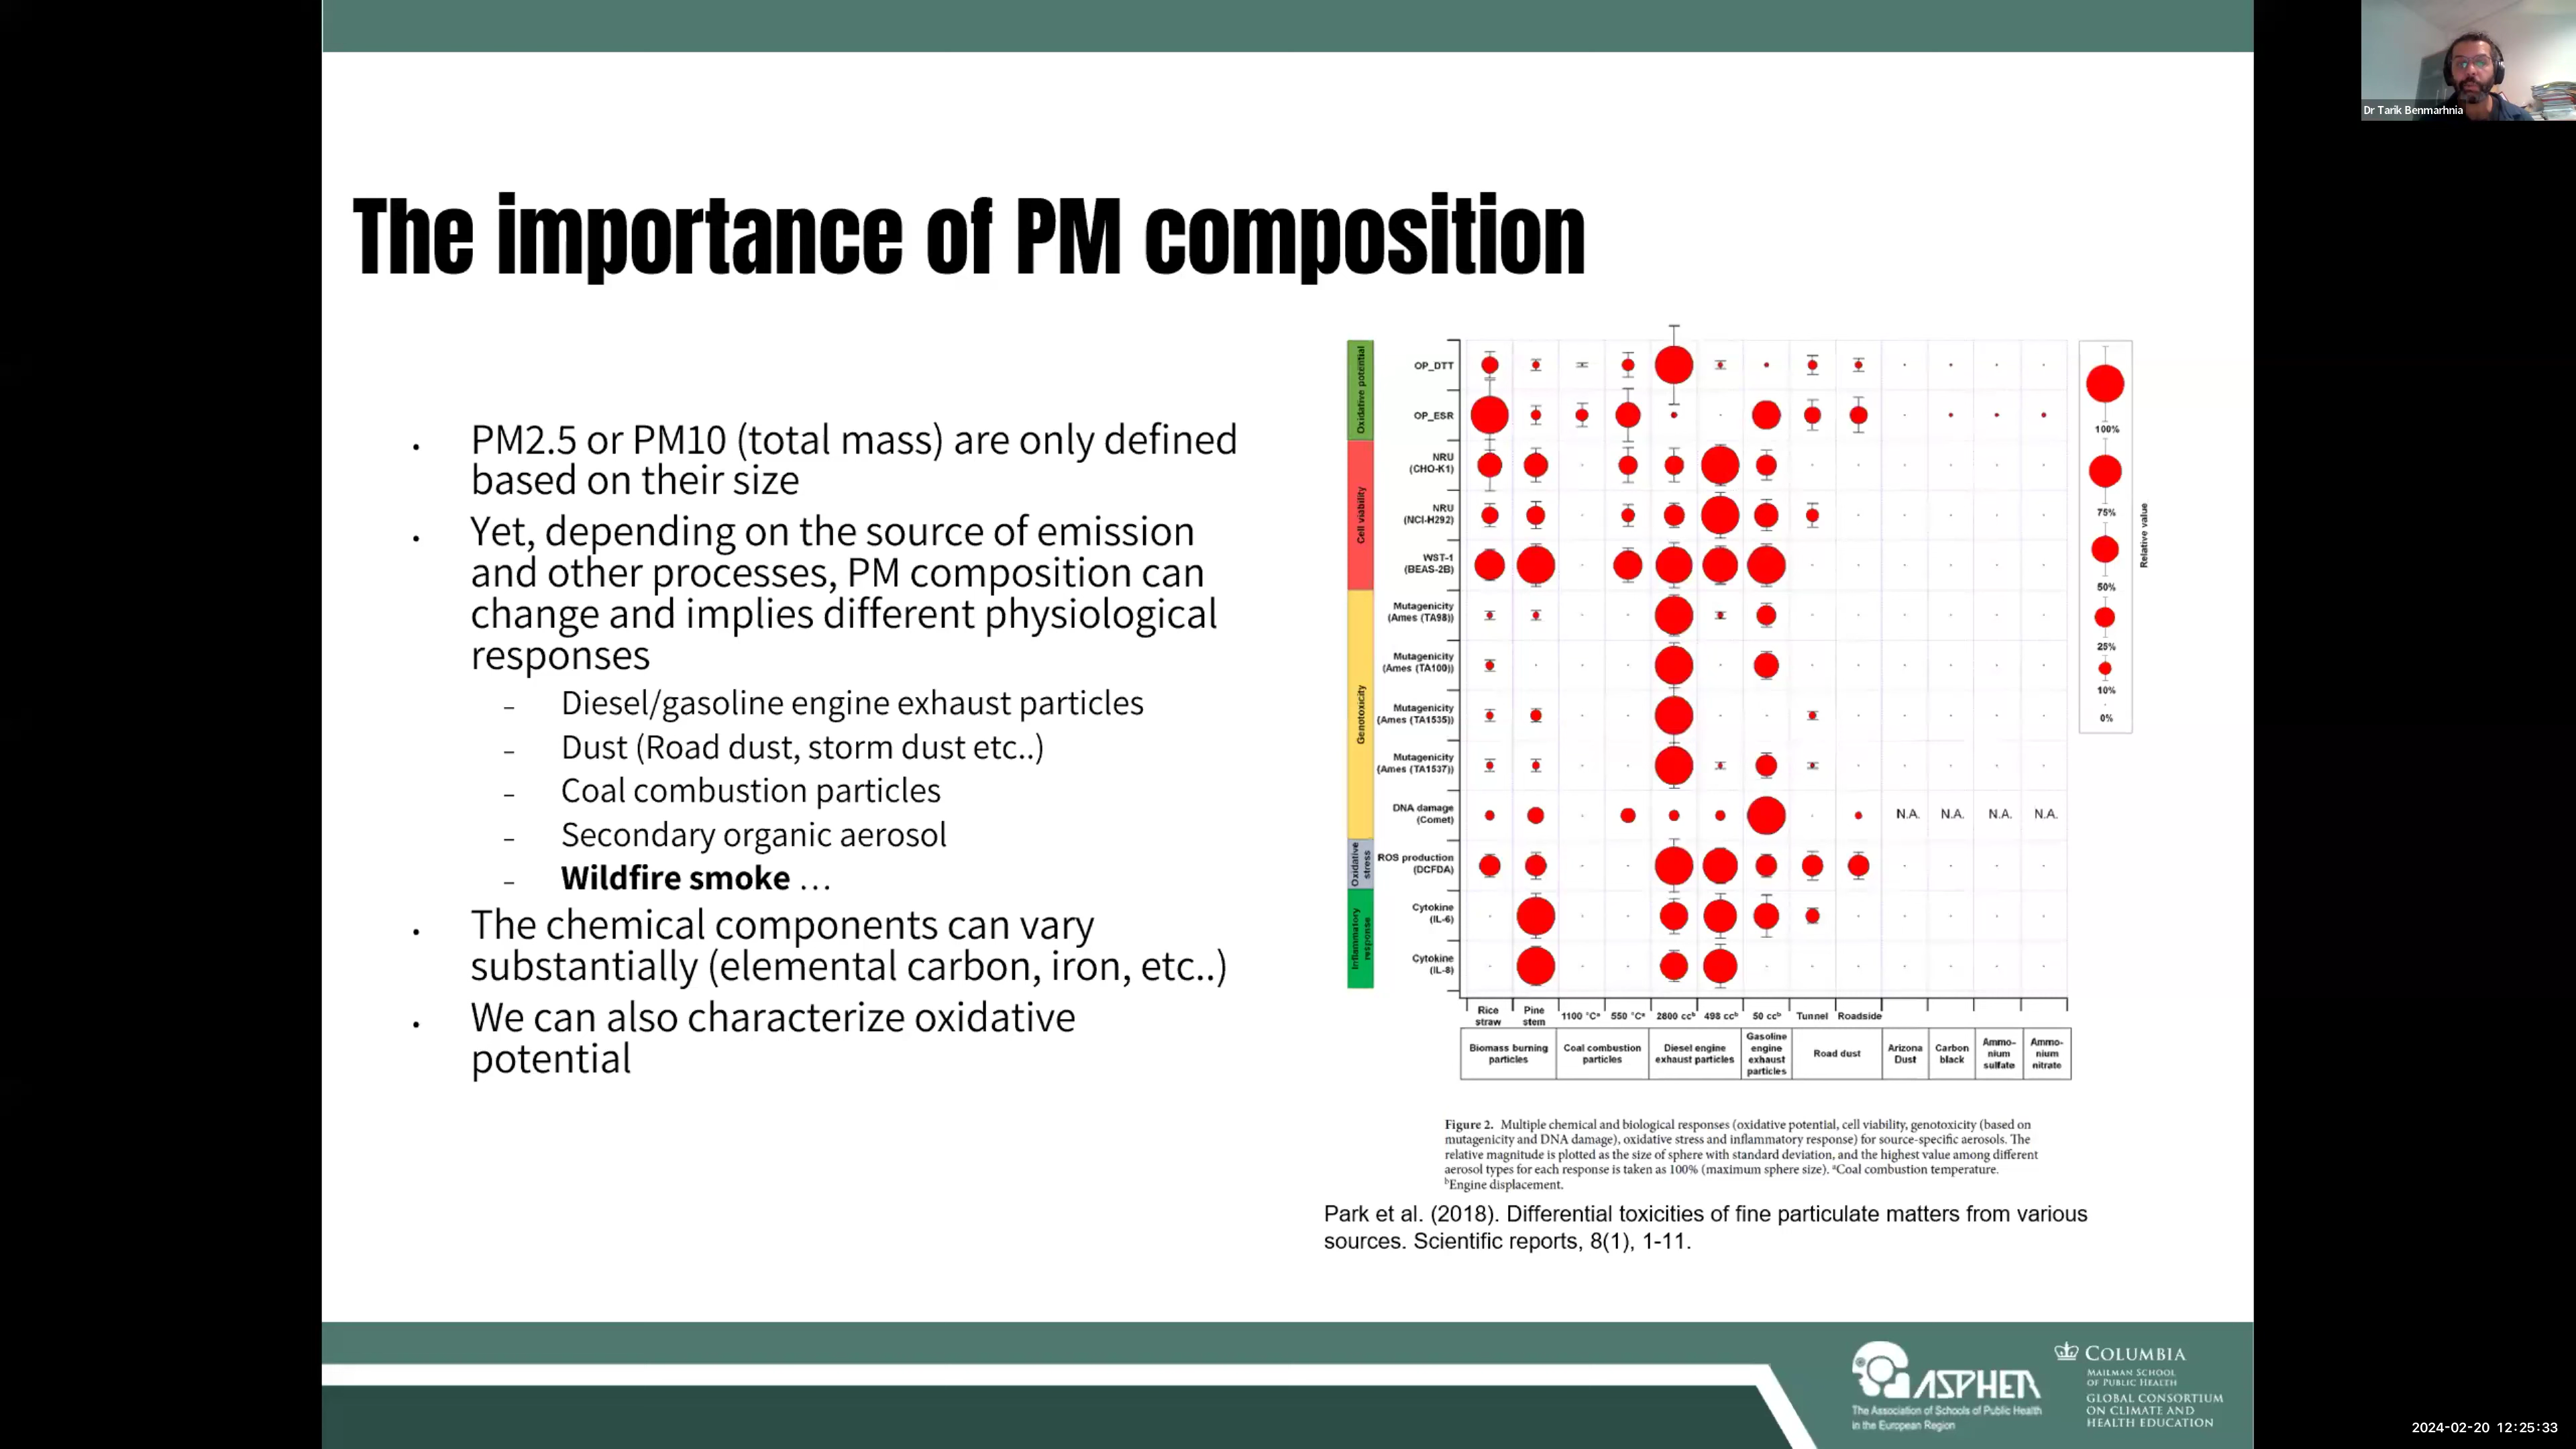 Dr Tarik Benmarhnia
The importance of PM composition
• PM2.5 or PM10 (total mass) are only defined
based on their size
• Yet, depending on the source of emission
and other processes, PM composition can
change and implies different physiological
responses
– Diesel/gasoline engine exhaust particles
– Dust (Road dust, storm dust etc..)
– Coal combustion particles
– Secondary organic aerosol
– Wildfire smoke …
• The chemical components can vary
substantially (elemental carbon, iron, etc..)
• We can also characterize oxidative
potential
Oxidative potential
Cell viability
Genotoxicity
Oxidative
stress
Inflammatory
response
OP_DTT
OP_ESR
NRU
(CHO-K1)
NRU
(NCI-H292)
WST-1
(BEAS-2B)
Mutagenicity
(Ames (TA98))
Mutagenicity
(Ames (TA100))
Mutagenicity
(Ames (TA1535))
Mutagenicity
(Ames (TA1537))
DNA damage
(Comet)
N.A. N.A. N.A. N.A.
ROS production
(DCFDA)
Cytokine
(IL-6)
Cytokine
(IL-8)
100%
75%
50%
25%
10%
0%
Relative value
Rice
straw
Pine
stem
1100 °Cᵃ
550 °Cᵃ
2800 ccᵇ
498 ccᵇ
50 ccᵇ
Tunnel
Roadside
Biomass burning
particles
Coal combustion
particles
Diesel engine
exhaust particles
Gasoline
engine
exhaust
particles
Road dust
Arizona
Dust
Carbon
black
Ammo-
nium
sulfate
Ammo-
nium
nitrate
Figure 2. Multiple chemical and biological responses (oxidative potential, cell viability, genotoxicity (based on
mutagenicity and DNA damage), oxidative stress and inflammatory response) for source-specific aerosols. The
relative magnitude is plotted as the size of sphere with standard deviation, and the highest value among different
aerosol types for each response is taken as 100% (maximum sphere size). ᵃCoal combustion temperature.
ᵇEngine displacement.
Park et al. (2018). Differential toxicities of fine particulate matters from various
sources. Scientific reports, 8(1), 1-11.
ASPHER
The Association of Schools of Public Health
in the European Region
COLUMBIA
MAILMAN SCHOOL
OF PUBLIC HEALTH
GLOBAL CONSORTIUM
ON CLIMATE AND
HEALTH EDUCATION
2024-02-20 12:25:33